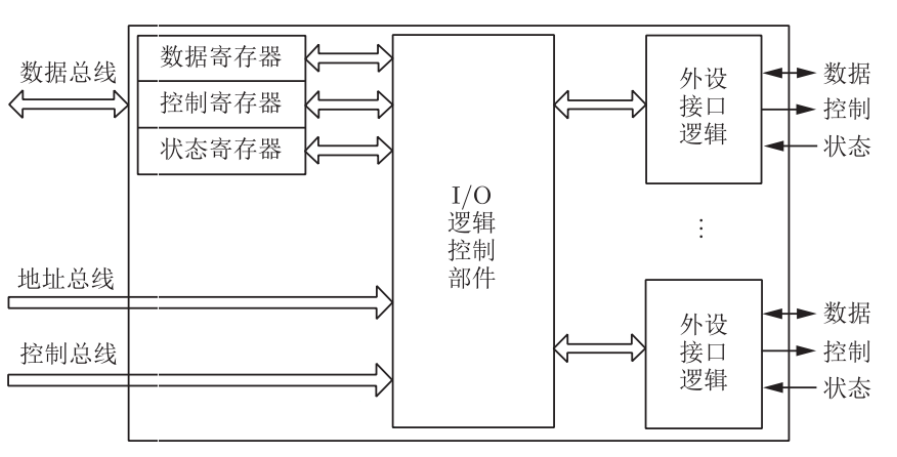 数据总线
数据寄存器
控制寄存器
状态寄存器
地址总线
控制总线
I/O
逻辑
控制
部件
外设
接口
逻辑
数据
控制
状态
⋮
外设
接口
逻辑
数据
控制
状态